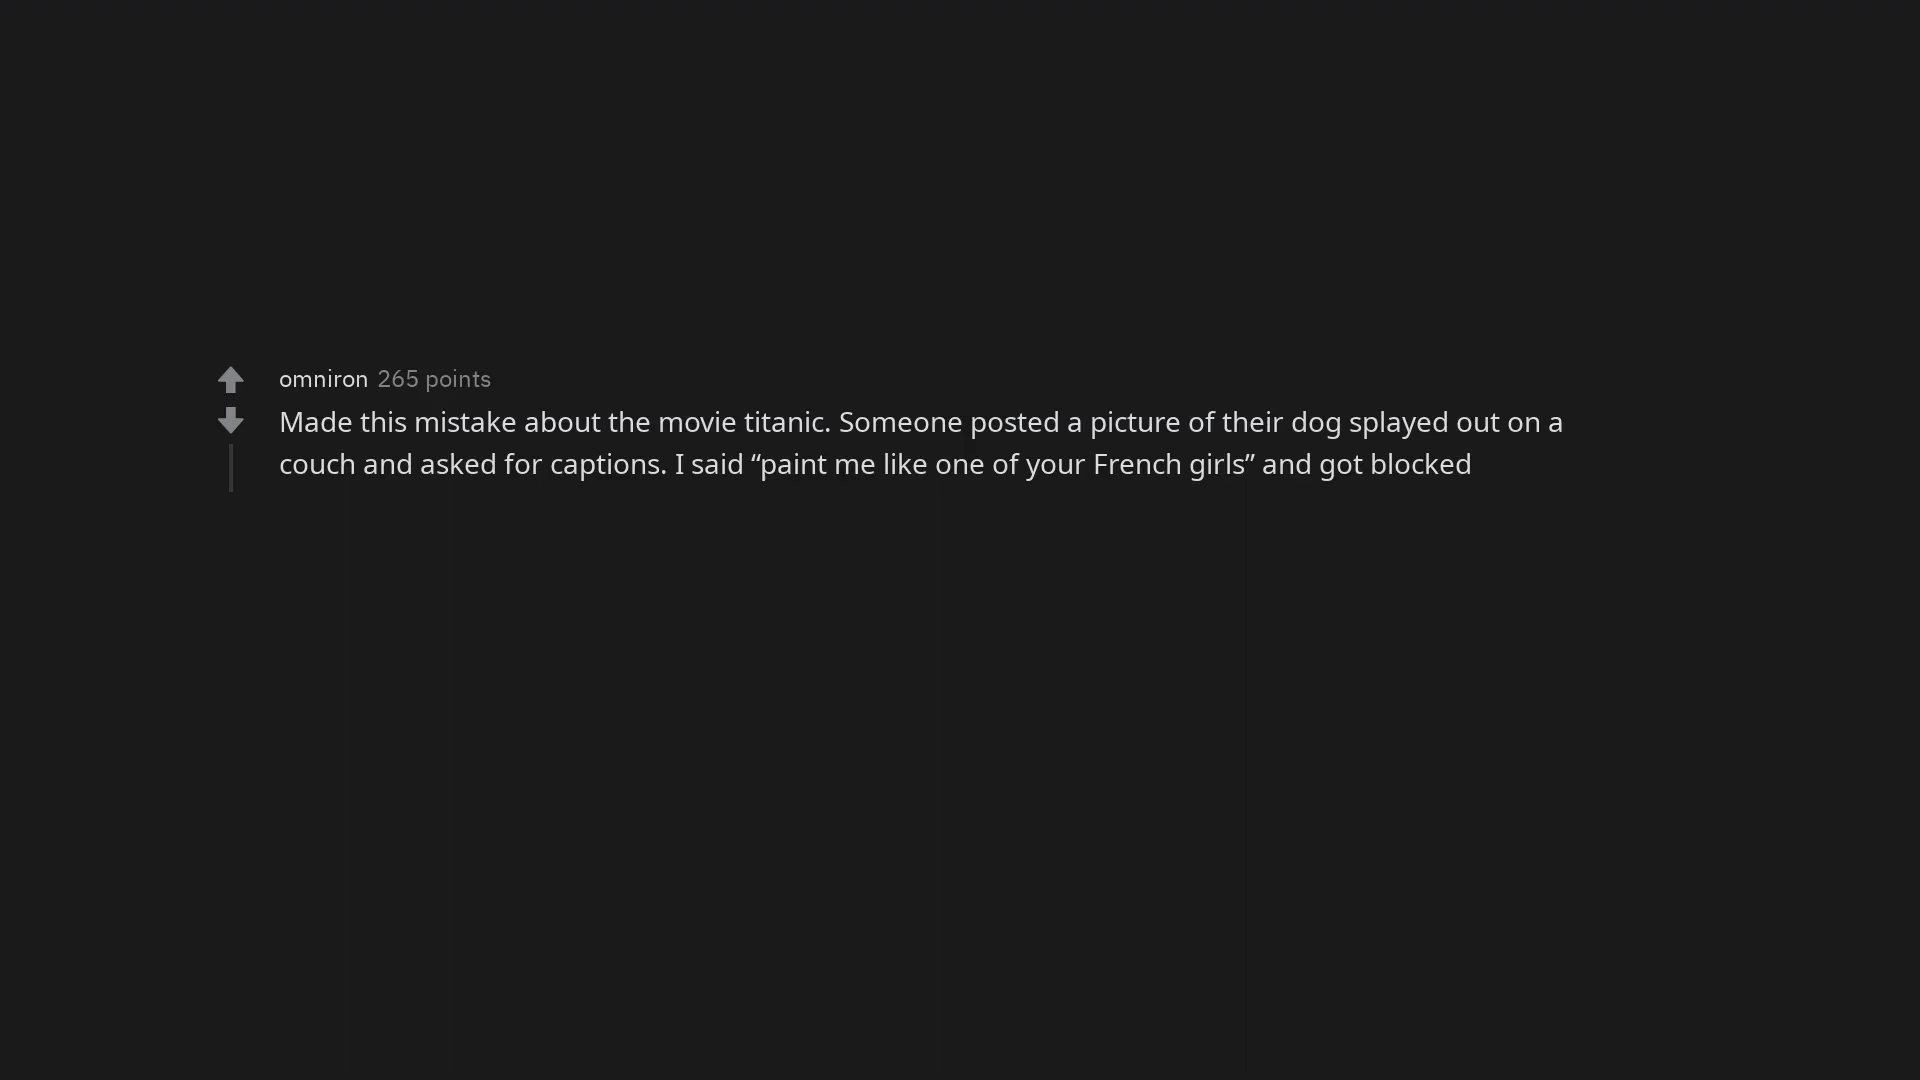 omniron 265 points
Made this mistake about the movie titanic. Someone posted a picture of their dog splayed out on a
couch and asked for captions. I said “paint me like one of your French girls” and got blocked